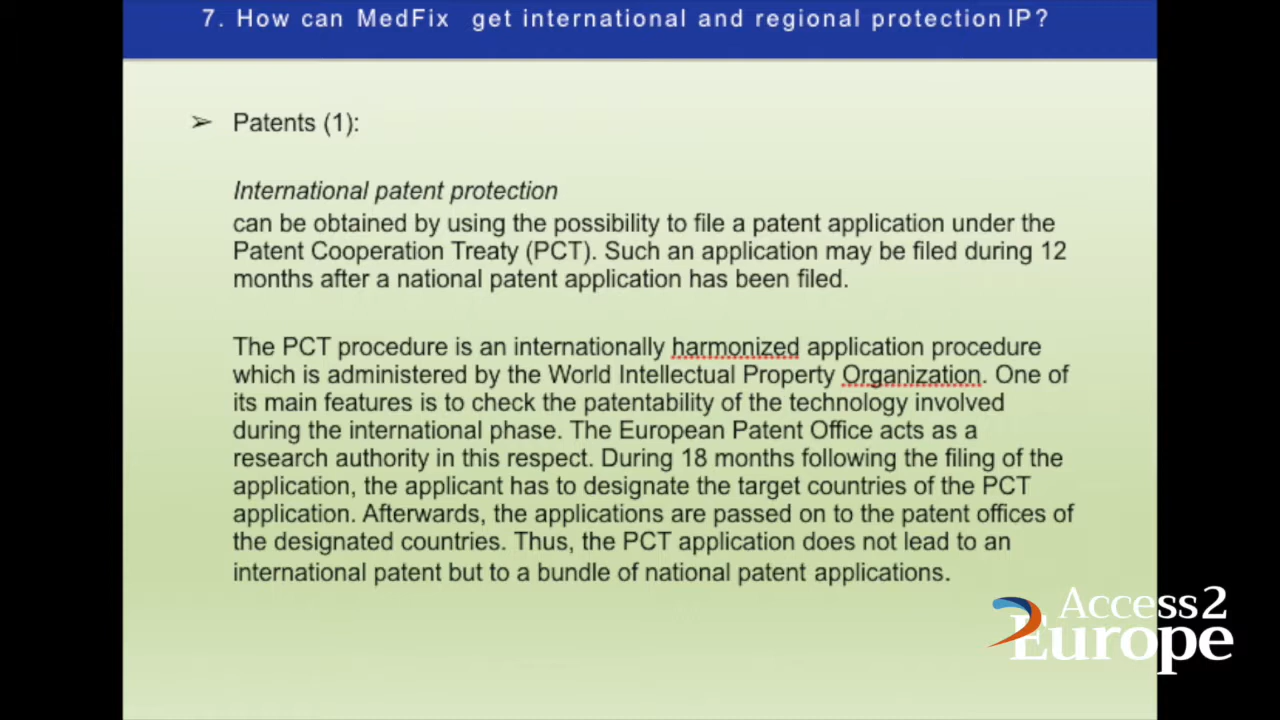 7. How can MedFix get international and regional protection IP?
➢ Patents (1):
International patent protection
can be obtained by using the possibility to file a patent application under the
Patent Cooperation Treaty (PCT). Such an application may be filed during 12
months after a national patent application has been filed.
The PCT procedure is an internationally harmonized application procedure
which is administered by the World Intellectual Property Organization. One of
its main features is to check the patentability of the technology involved
during the international phase. The European Patent Office acts as a
research authority in this respect. During 18 months following the filing of the
application, the applicant has to designate the target countries of the PCT
application. Afterwards, the applications are passed on to the patent offices of
the designated countries. Thus, the PCT application does not lead to an
international patent but to a bundle of national patent applications.
Access2
Europe